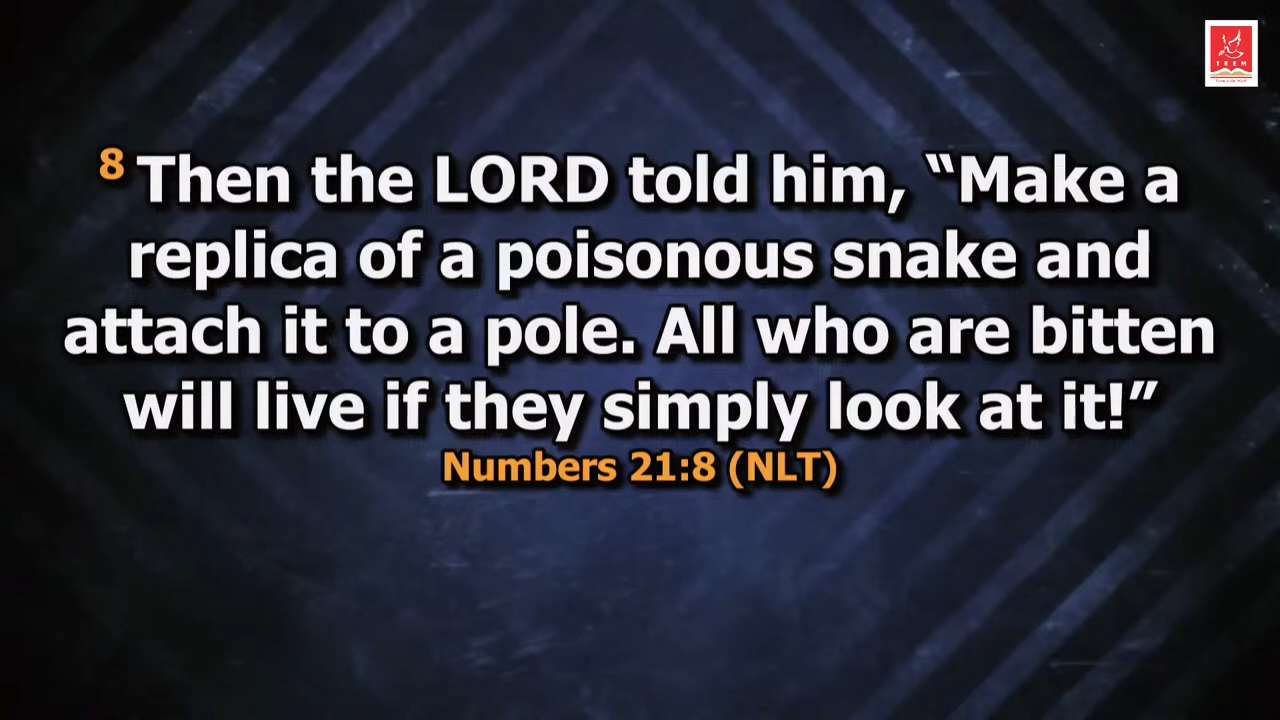 8 Then the LORD told him, “Make a
replica of a poisonous snake and
attach it to a pole. All who are bitten
will live if they simply look at it!”
Numbers 21:8 (NLT)
TREM